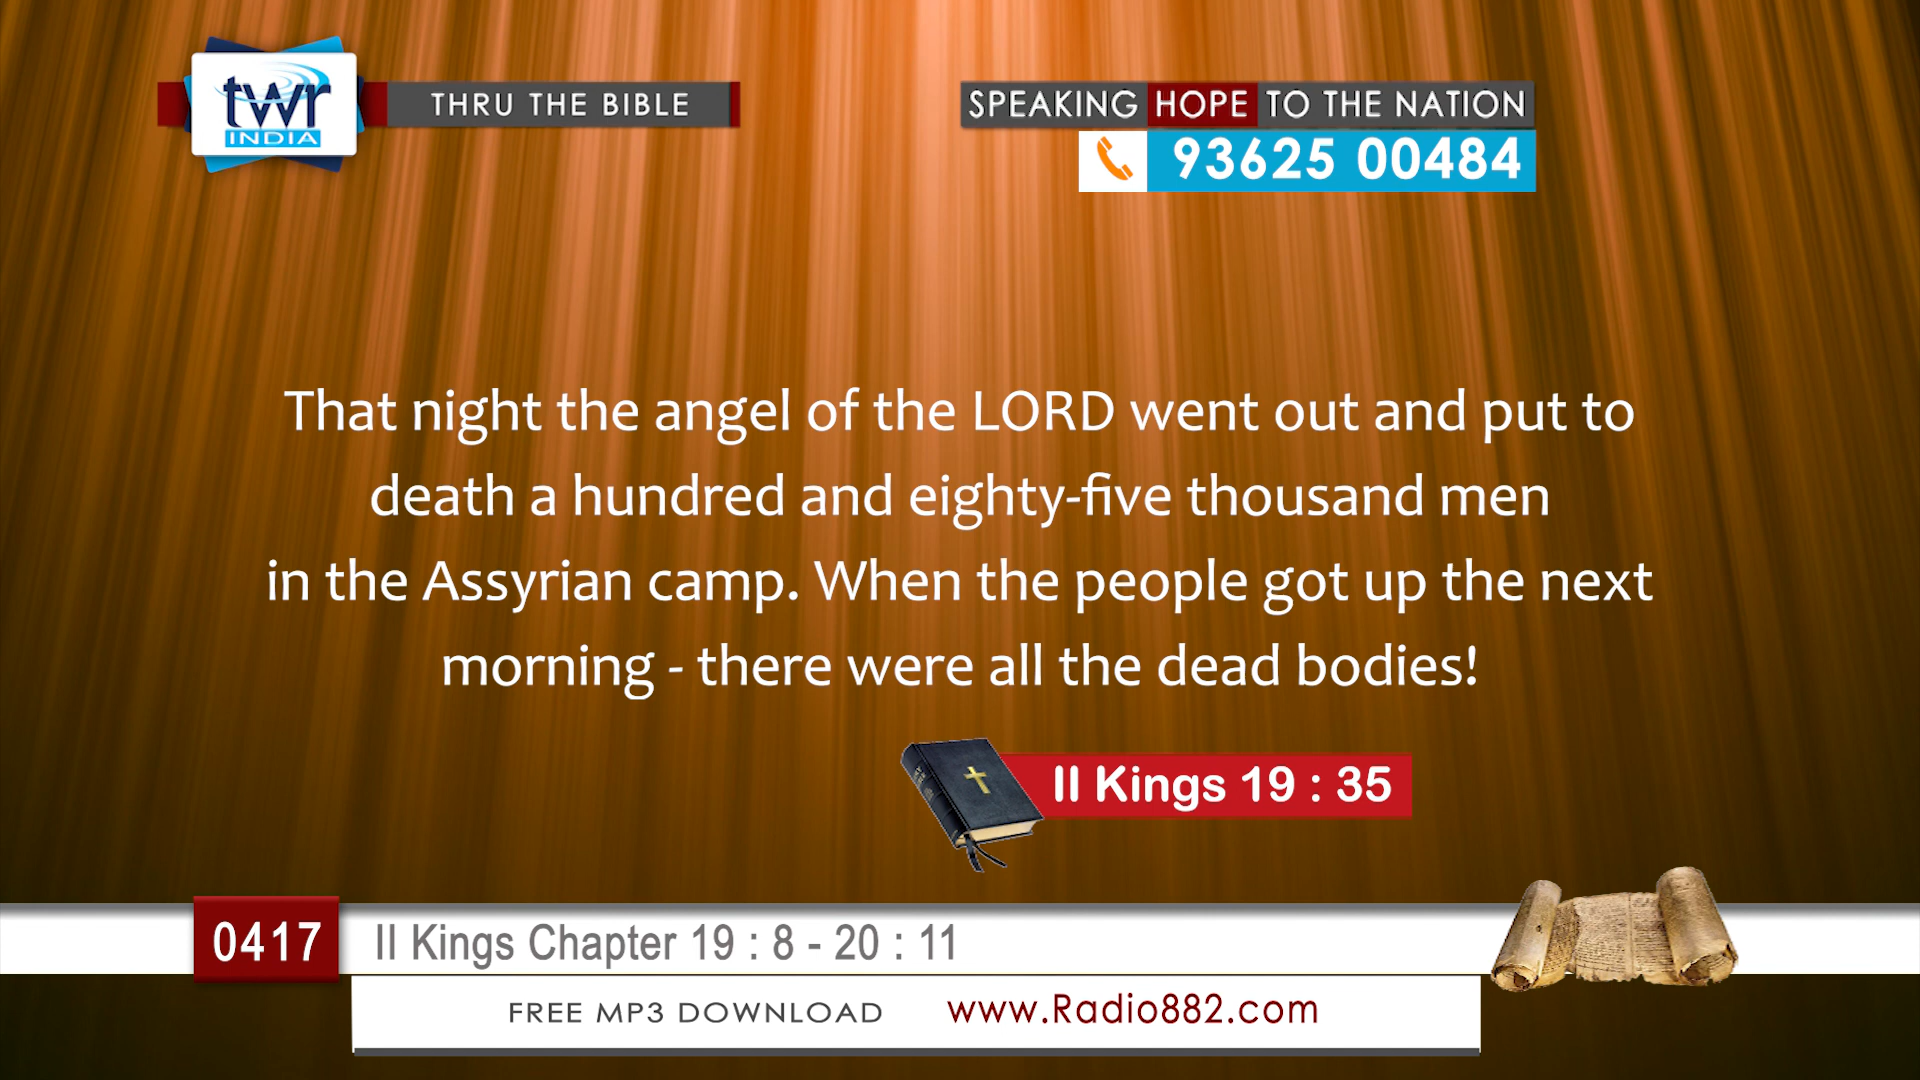 twr
INDIA
THRU THE BIBLE
SPEAKING HOPE TO THE NATION
93625 00484
That night the angel of the LORD went out and put to
death a hundred and eighty-five thousand men
in the Assyrian camp. When the people got up the next
morning - there were all the dead bodies!
II Kings 19 : 35
0417
II Kings Chapter 19 : 8 - 20 : 11
FREE MP3 DOWNLOAD
www.Radio882.com